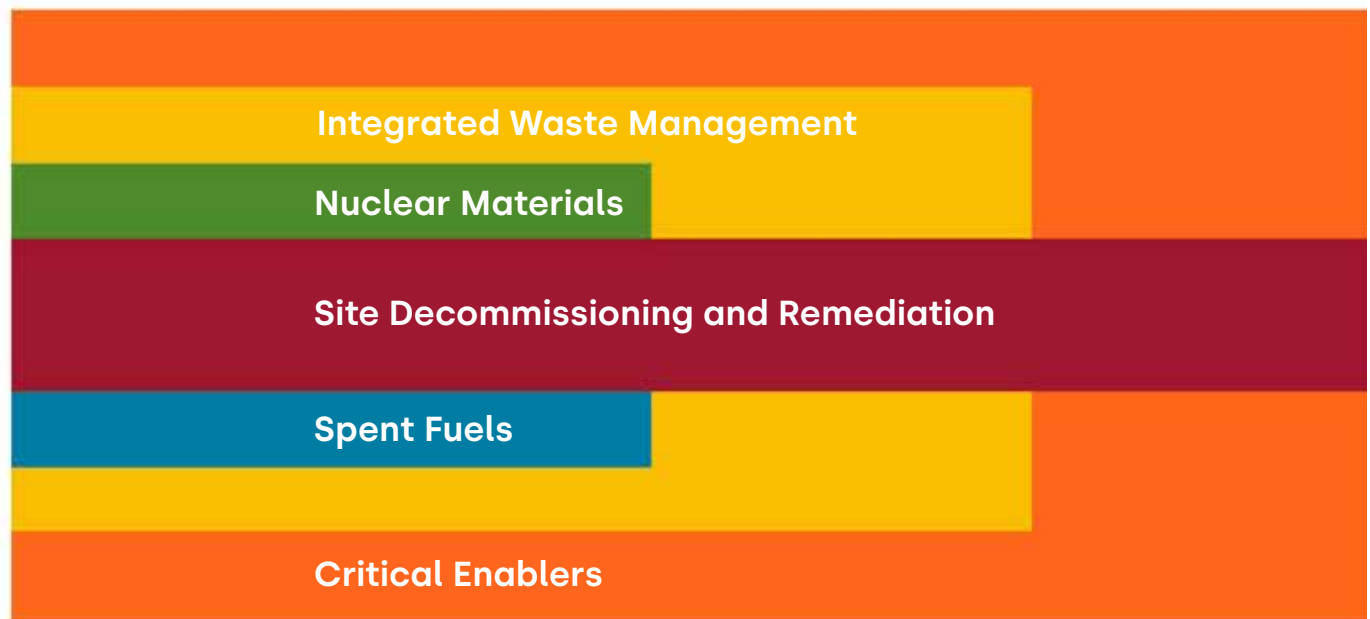 Integrated Waste Management
Nuclear Materials
Site Decommissioning and Remediation
Spent Fuels
Critical Enablers